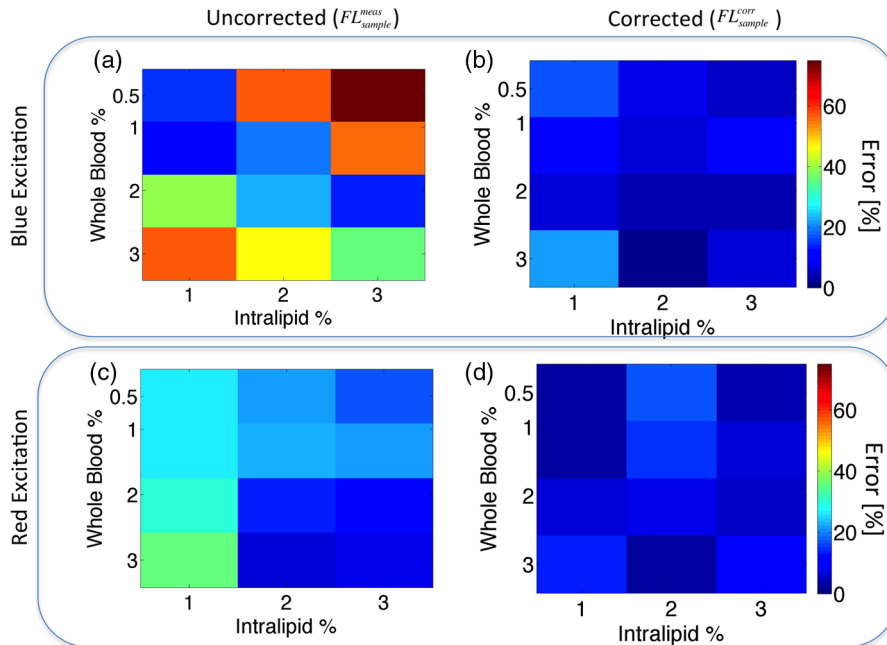 Uncorrected (FL^meas_sample)
Corrected (FL^corr_sample)
Blue Excitation
(a)
Whole Blood %
0.5
1
2
3
1 2 3
Intralipid %
(b)
Whole Blood %
0.5
1
2
3
1 2 3
Intralipid %
60
40
20
0
Error [%]
Red Excitation
(c)
Whole Blood %
0.5
1
2
3
1 2 3
Intralipid %
(d)
Whole Blood %
0.5
1
2
3
1 2 3
Intralipid %
60
40
20
0
Error [%]